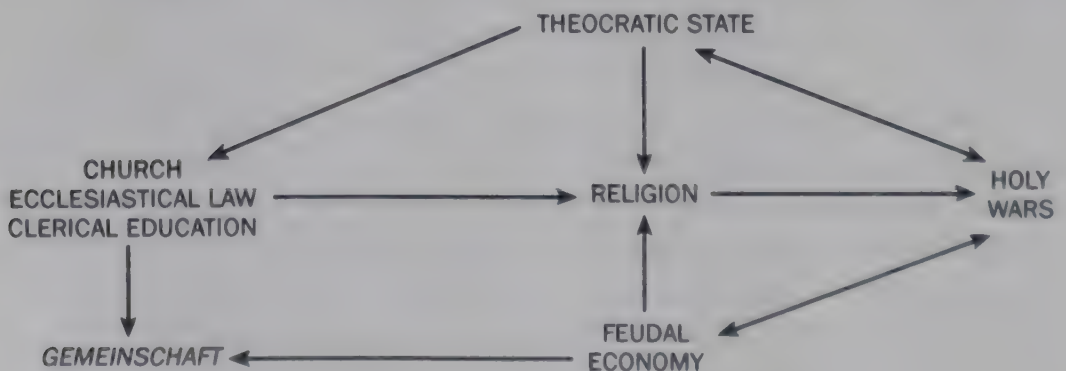 THEOCRATIC STATE
CHURCH
ECCLESIASTICAL LAW
CLERICAL EDUCATION
RELIGION
HOLY
WARS
GEMEINSCHAFT
FEUDAL
ECONOMY